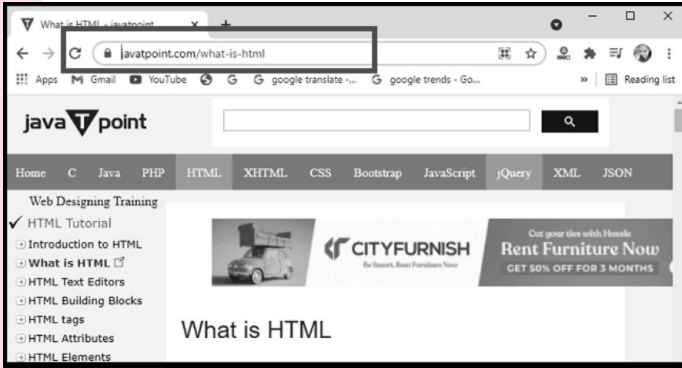 What is HTML - javatpoint
javatpoint.com/what-is-html
Apps Gmail YouTube G G google translate -... G google trends - Go... » Reading list
javaTpoint
Home C Java PHP HTML XHTML CSS Bootstrap JavaScript jQuery XML JSON
Web Designing Training
HTML Tutorial
Introduction to HTML
What is HTML
HTML Text Editors
HTML Building Blocks
HTML tags
HTML Attributes
HTML Elements
CITYFURNISH
Be Smart, Rent Furniture Now
Cut your ties with Hassle
Rent Furniture Now
GET 50% OFF FOR 3 MONTHS
What is HTML